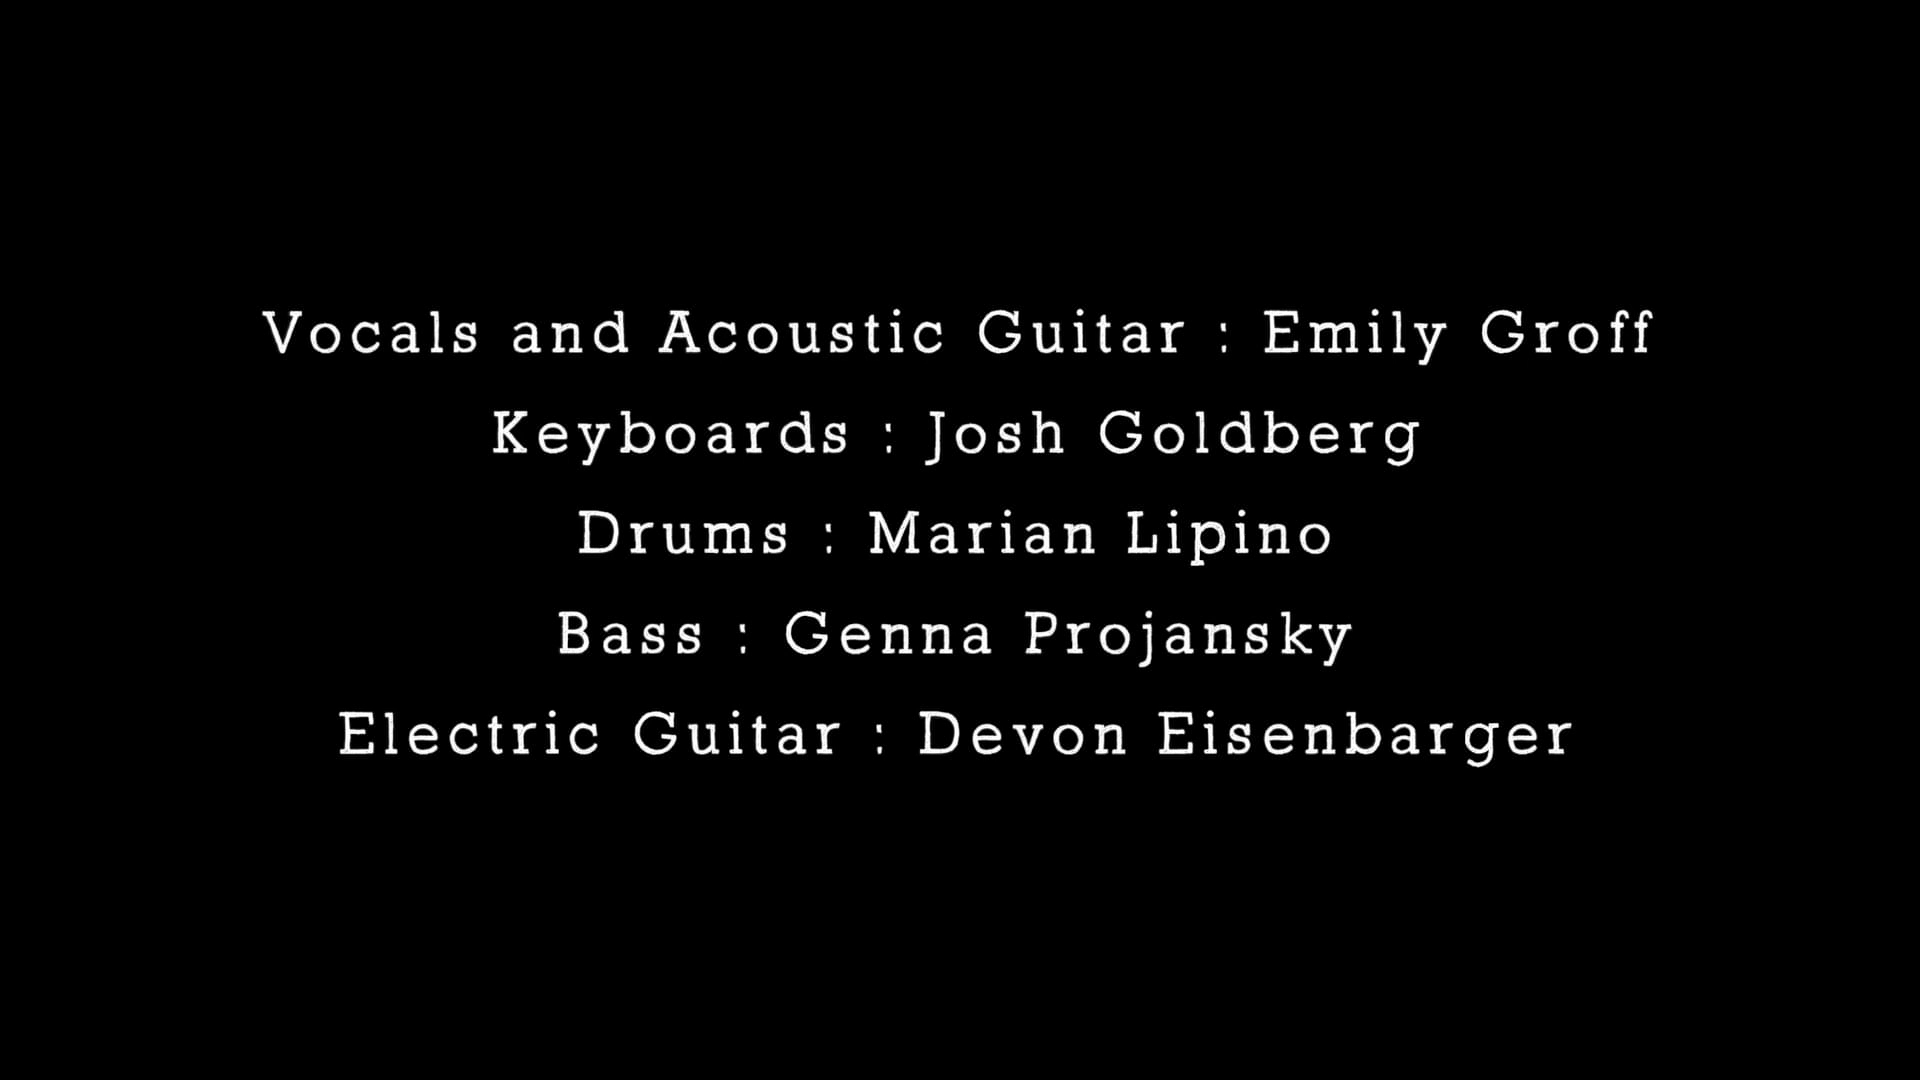 Vocals and Acoustic Guitar : Emily Groff
Keyboards : Josh Goldberg
Drums : Marian Lipino
Bass : Genna Projansky
Electric Guitar : Devon Eisenbarger